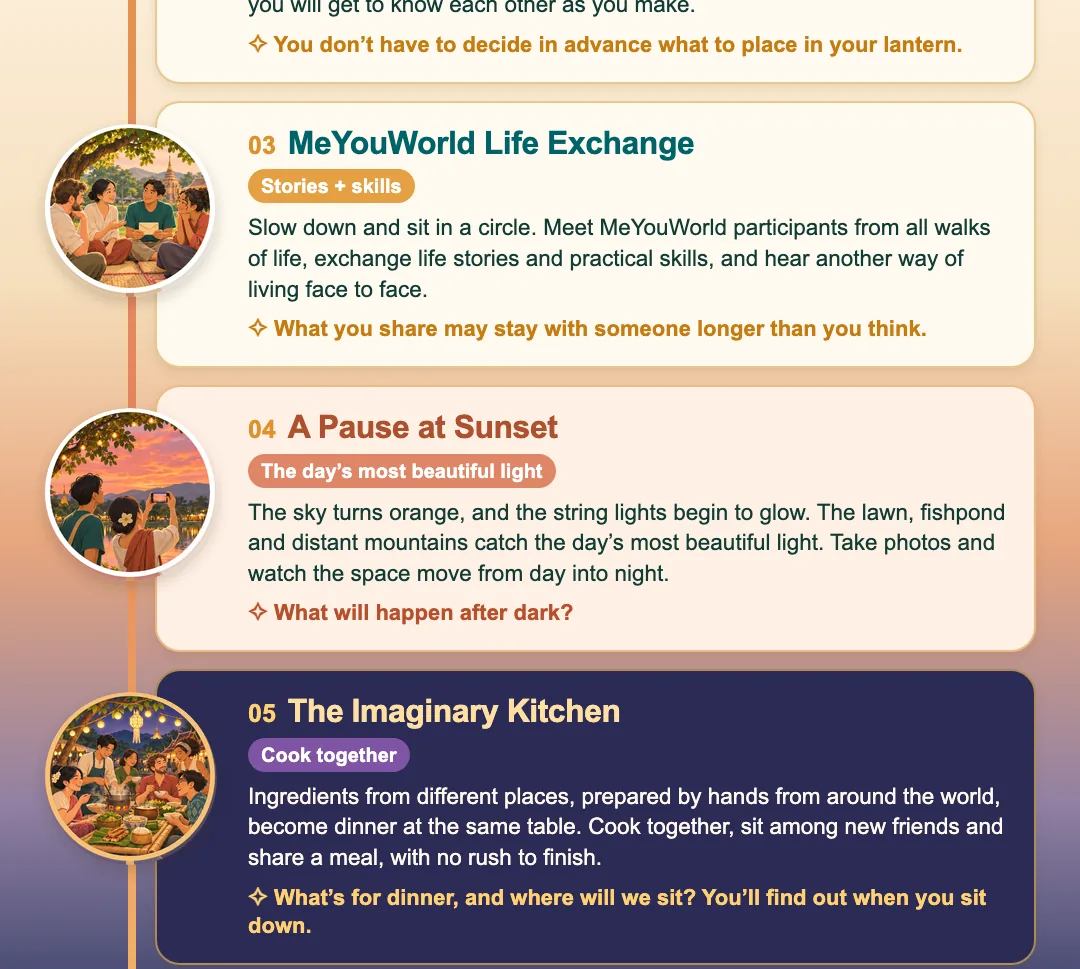 you will get to know each other as you make.
✧ You don’t have to decide in advance what to place in your lantern.
03 MeYouWorld Life Exchange
Stories + skills
Slow down and sit in a circle. Meet MeYouWorld participants from all walks
of life, exchange life stories and practical skills, and hear another way of
living face to face.
✧ What you share may stay with someone longer than you think.
04 A Pause at Sunset
The day’s most beautiful light
The sky turns orange, and the string lights begin to glow. The lawn, fishpond
and distant mountains catch the day’s most beautiful light. Take photos and
watch the space move from day into night.
✧ What will happen after dark?
05 The Imaginary Kitchen
Cook together
Ingredients from different places, prepared by hands from around the world,
become dinner at the same table. Cook together, sit among new friends and
share a meal, with no rush to finish.
✧ What’s for dinner, and where will we sit? You’ll find out when you sit
down.